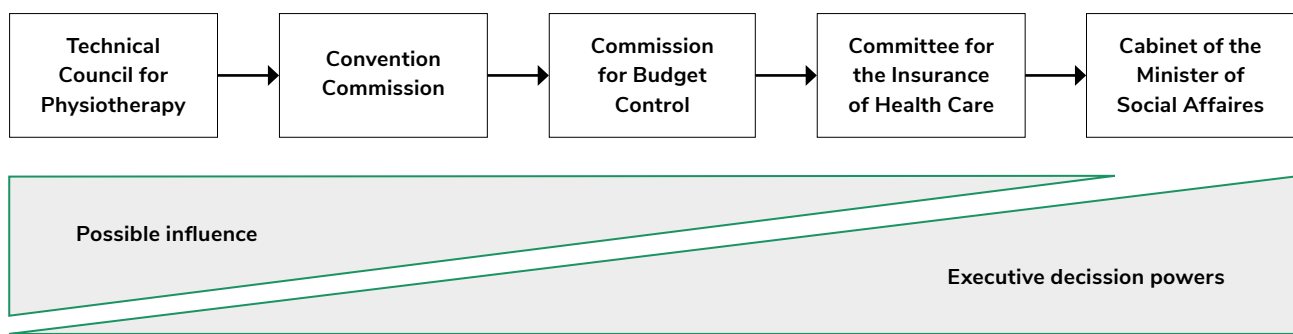 Technical
Council for
Physiotherapy
Convention
Commission
Commission
for Budget
Control
Committee for
the Insurance
of Health Care
Cabinet of the
Minister of
Social Affaires
Possible influence
Executive decission powers